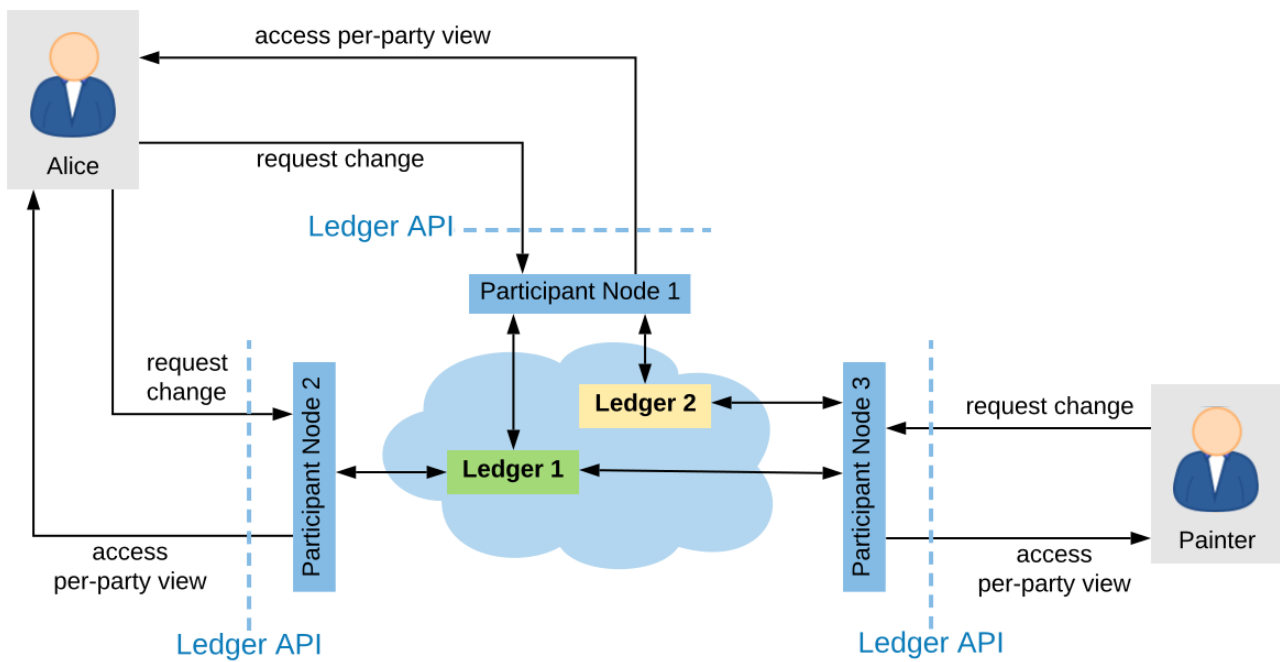 access per-party view
Alice
request change
Ledger API
Participant Node 1
request
change
Participant Node 2
Ledger 2
Ledger 1
Participant Node 3
request change
Painter
access
per-party view
access
per-party view
Ledger API
Ledger API